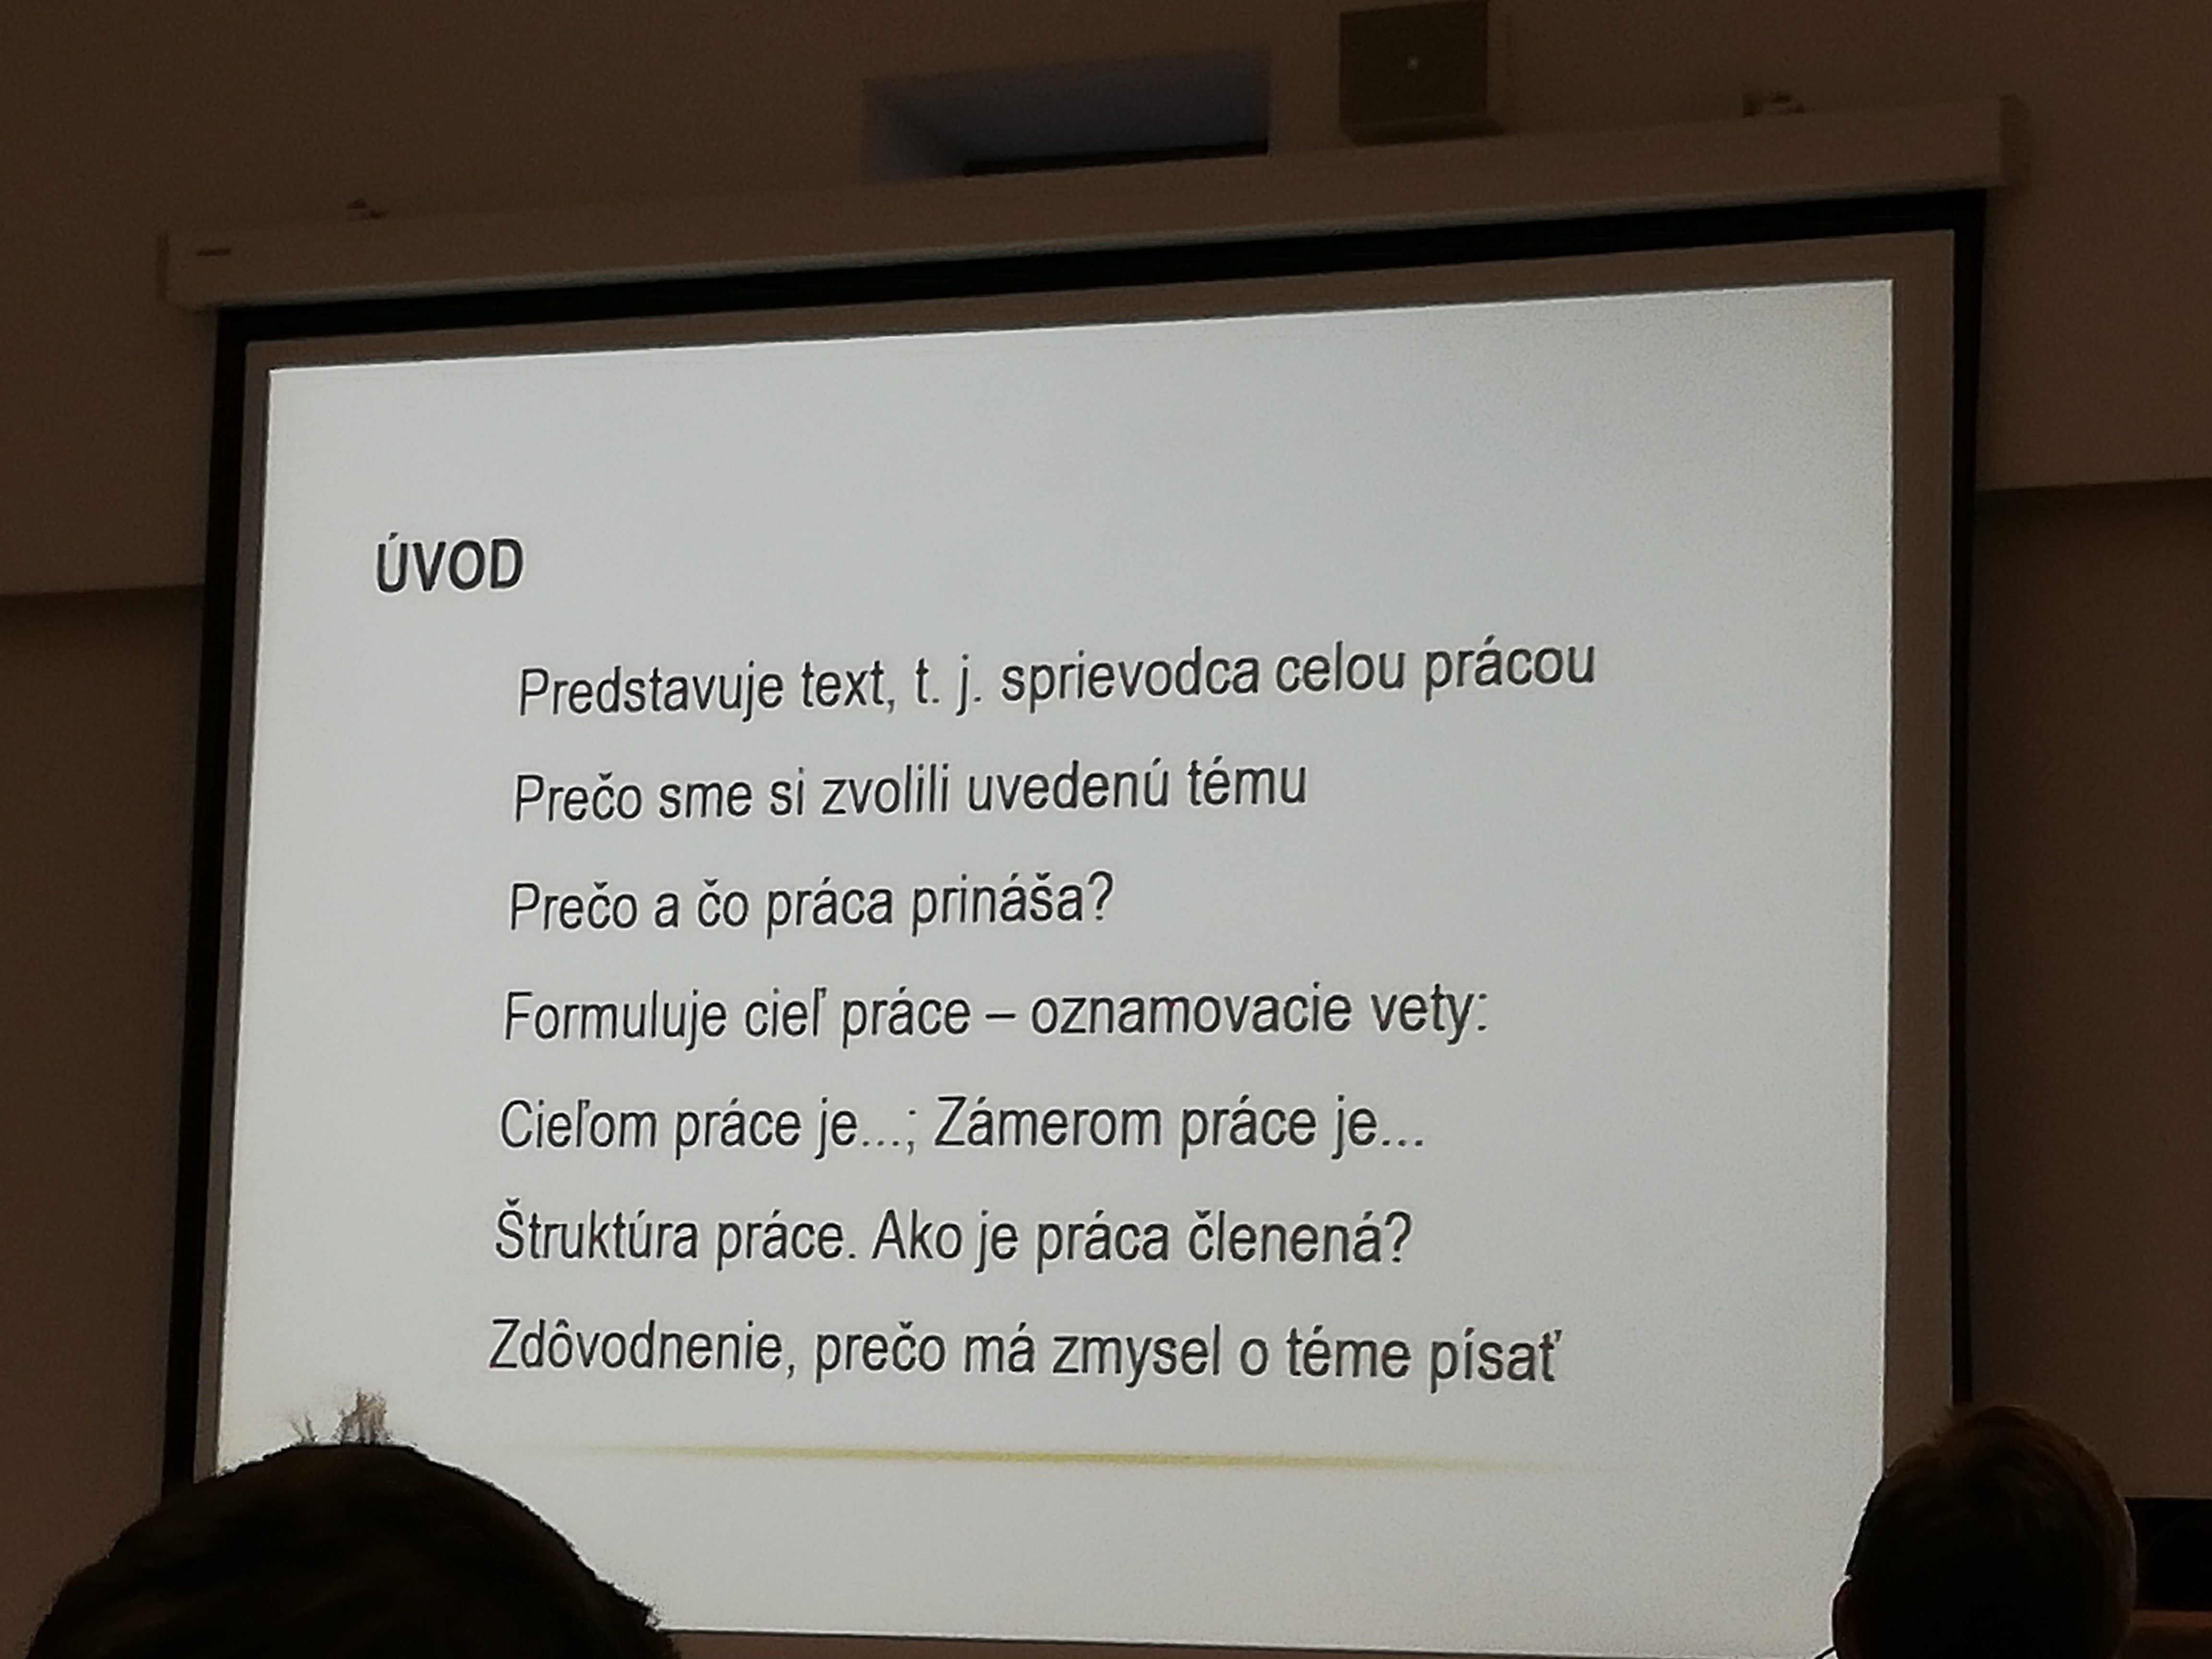 ÚVOD
Predstavuje text, t. j. sprievodca celou prácou
Prečo sme si zvolili uvedenú tému
Prečo a čo práca prináša?
Formuluje cieľ práce – oznamovacie vety:
Cieľom práce je...; Zámerom práce je...
Štruktúra práce. Ako je práca členená?
Zdôvodnenie, prečo má zmysel o téme písať